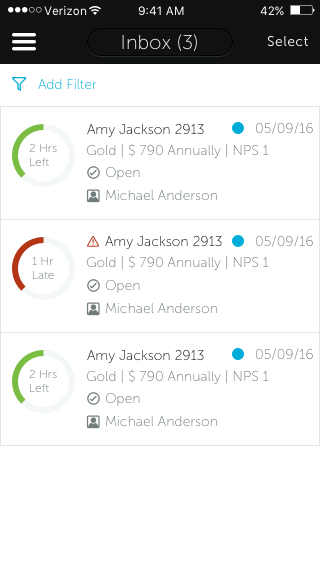 Verizon 9:41 AM 42%
Inbox (3) Select
Add Filter
2 Hrs Left
Amy Jackson 2913 05/09/16
Gold | $ 790 Annually | NPS 1
Open
Michael Anderson
1 Hr Late
Amy Jackson 2913 05/09/16
Gold | $ 790 Annually | NPS 1
Open
Michael Anderson
2 Hrs Left
Amy Jackson 2913 05/09/16
Gold | $ 790 Annually | NPS 1
Open
Michael Anderson